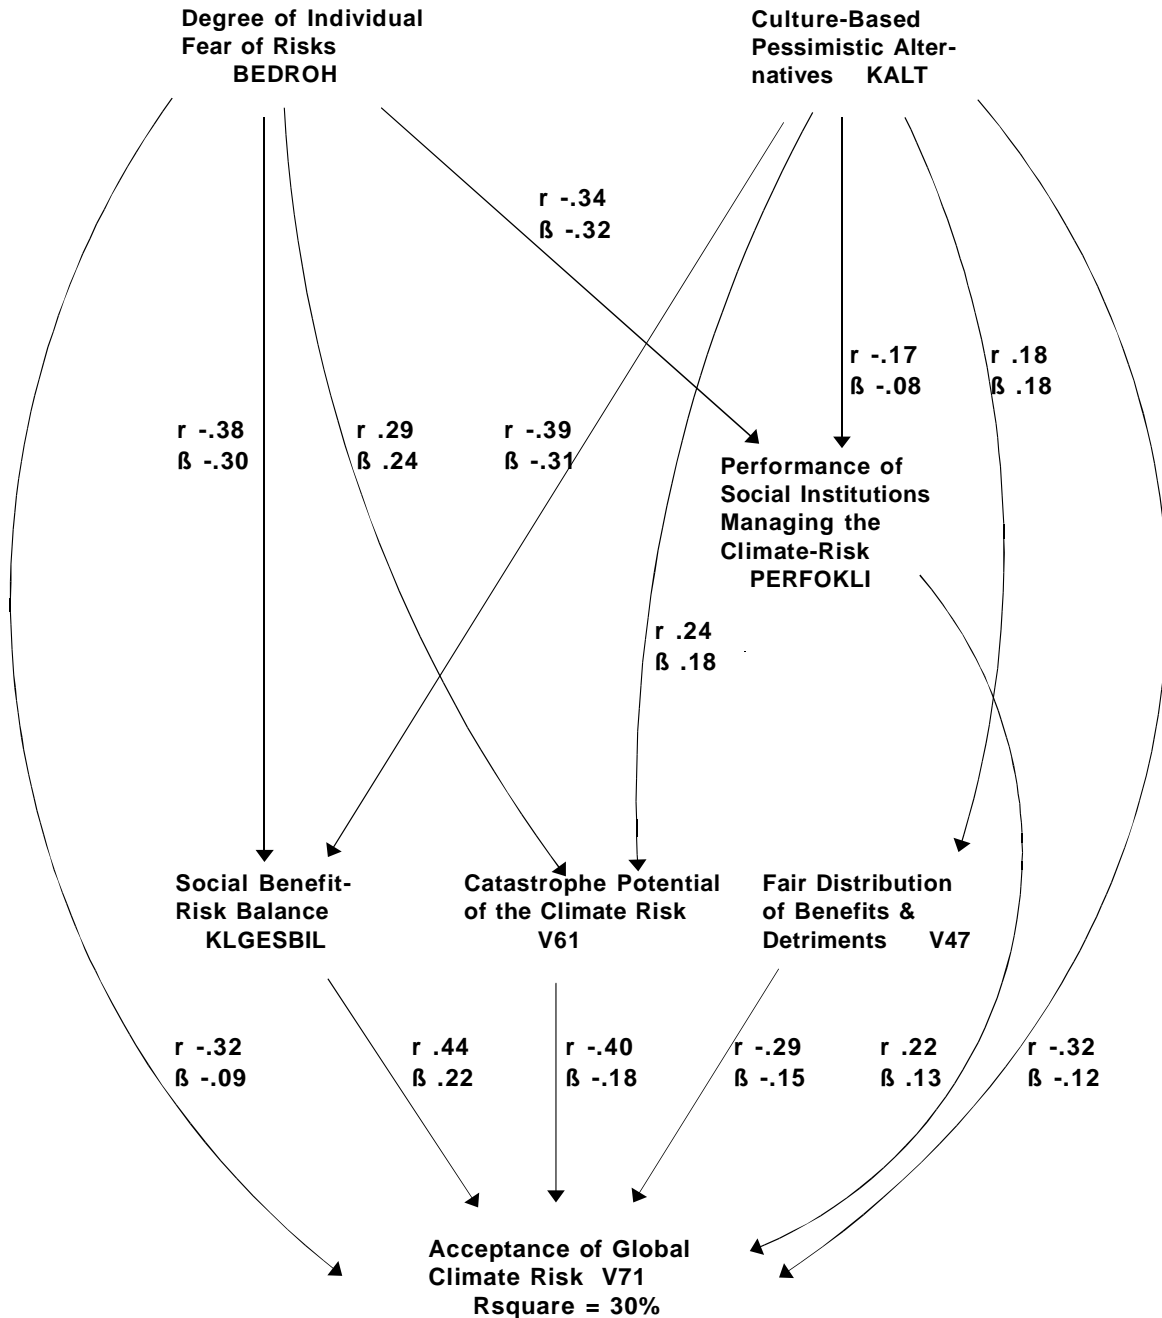 Degree of Individual
Fear of Risks
BEDROH
Culture-Based
Pessimistic Alter-
natives KALT
r -.34
ß -.32
r -.17
ß -.08
r .18
ß .18
r -.38
ß -.30
r .29
ß .24
r -.39
ß -.31
Performance of
Social Institutions
Managing the
Climate-Risk
PERFOKLI
r .24
ß .18
Social Benefit-
Risk Balance
KLGESBIL
Catastrophe Potential
of the Climate Risk
V61
Fair Distribution
of Benefits &
Detriments V47
r -.32
ß -.09
r .44
ß .22
r -.40
ß -.18
r -.29
ß -.15
r .22
ß .13
r -.32
ß -.12
Acceptance of Global
Climate Risk V71
Rsquare = 30%